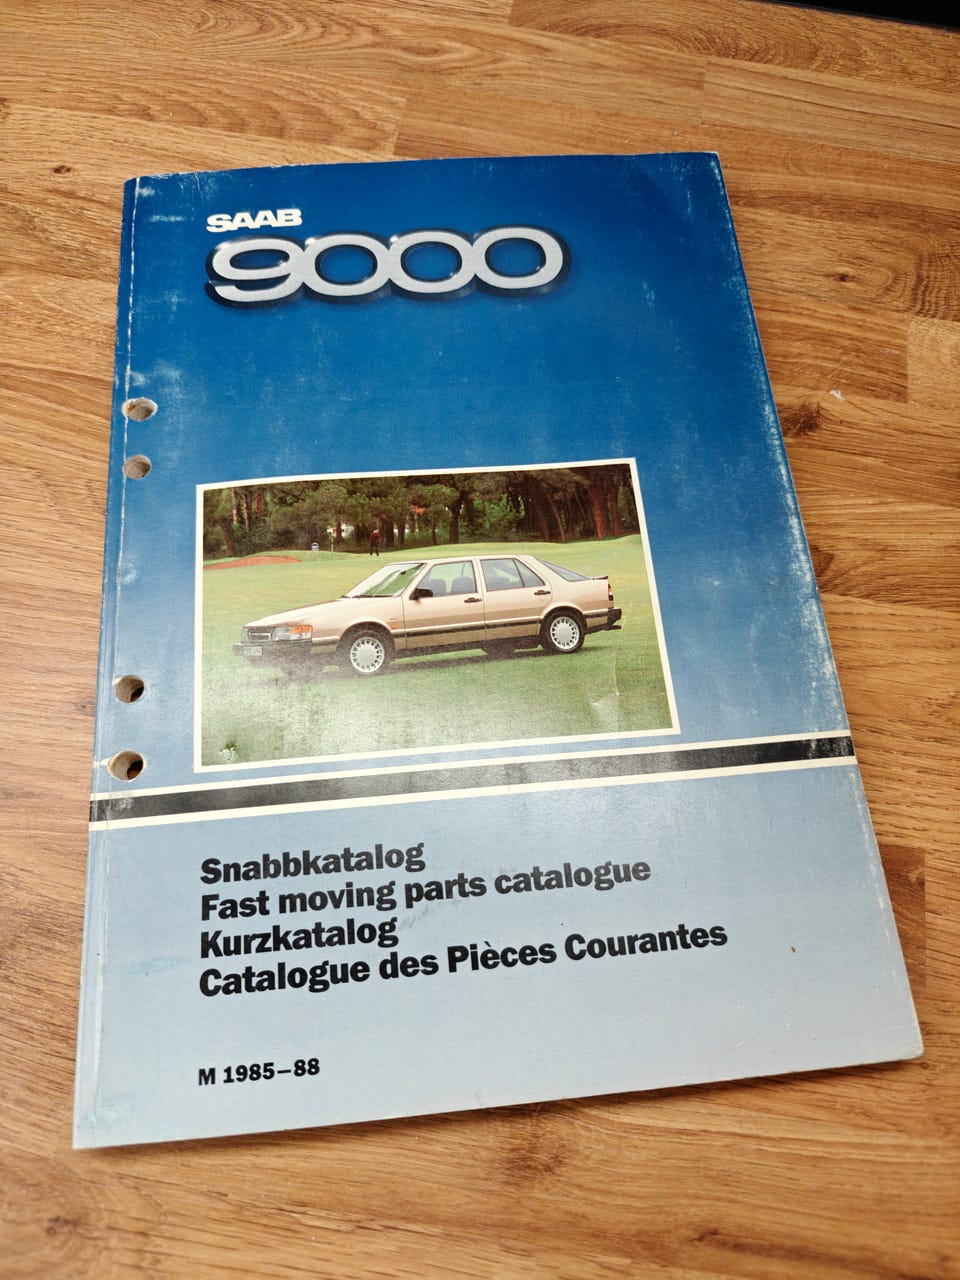 SAAB
9000
Snabbkatalog
Fast moving parts catalogue
Kurzkatalog
Catalogue des Pièces Courantes
M 1985–88